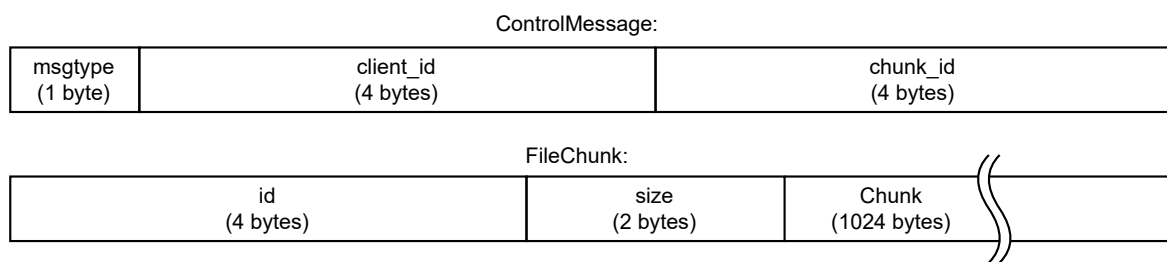 ControlMessage:
msgtype
(1 byte)
client_id
(4 bytes)
chunk_id
(4 bytes)
FileChunk:
id
(4 bytes)
size
(2 bytes)
Chunk
(1024 bytes)